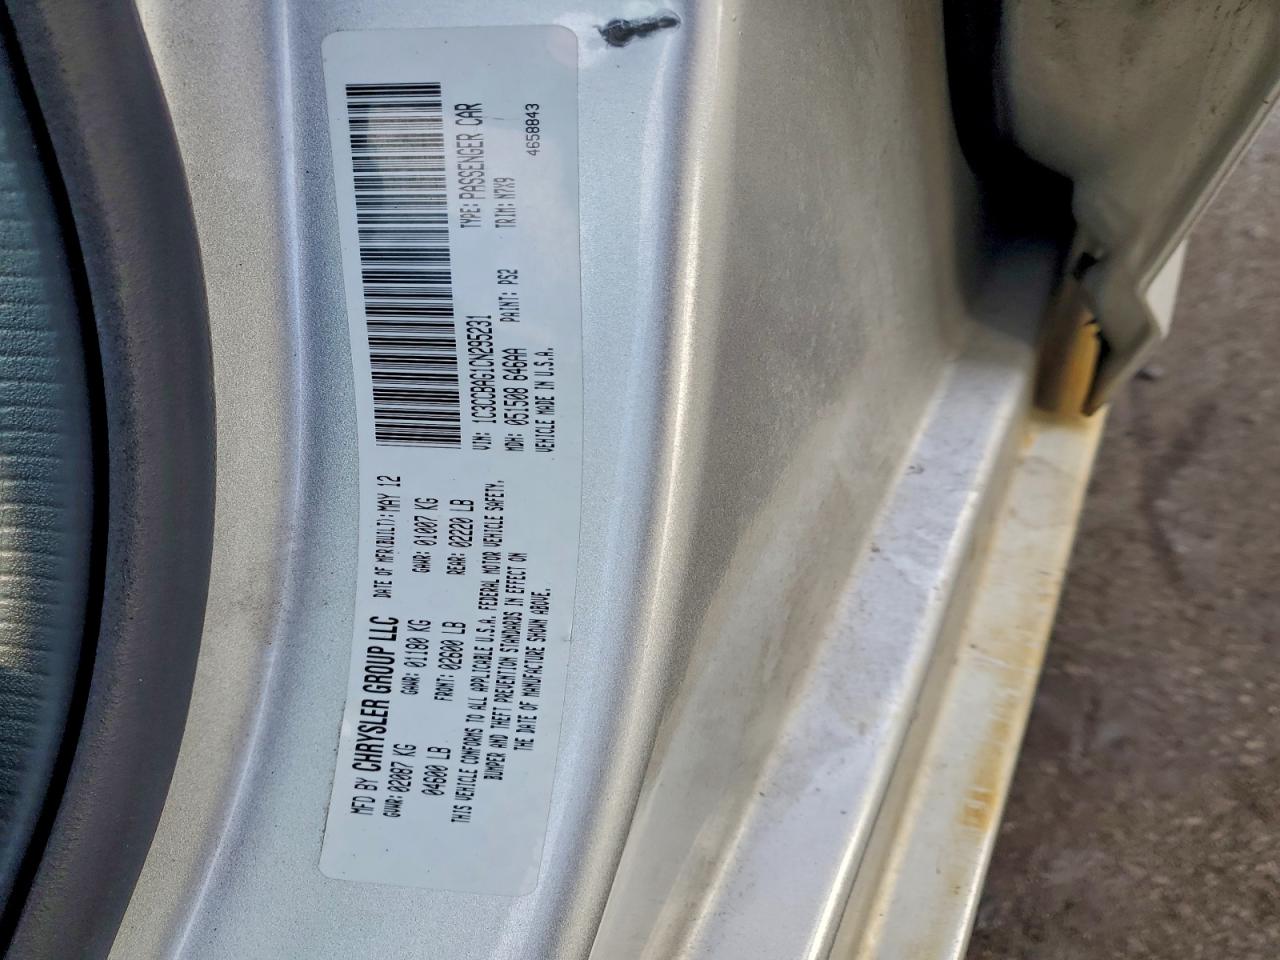 MFD BY CHRYSLER GROUP LLC DATE OF MFR(BUILT): MAY 12
GVWR: 02087 KG GAWR: 01180 KG GAWR: 01007 KG
04600 LB FRONT: 02600 LB REAR: 02220 LB
THIS VEHICLE CONFORMS TO ALL APPLICABLE U.S.A. FEDERAL MOTOR VEHICLE SAFETY,
BUMPER AND THEFT PREVENTION STANDARDS IN EFFECT ON
THE DATE OF MANUFACTURE SHOWN ABOVE.
VIN: 1C3CCBAG1CN295231 TYPE: PASSENGER CAR
MDH: 051508 646AA PAINT: PS2 TRIM: N7X9
VEHICLE MADE IN U.S.A. 4658843